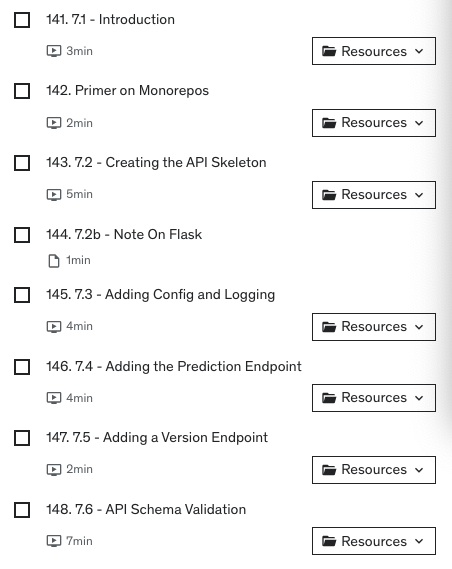 141. 7.1 - Introduction
3min
Resources
142. Primer on Monorepos
2min
Resources
143. 7.2 - Creating the API Skeleton
5min
Resources
144. 7.2b - Note On Flask
1min
145. 7.3 - Adding Config and Logging
4min
Resources
146. 7.4 - Adding the Prediction Endpoint
4min
Resources
147. 7.5 - Adding a Version Endpoint
2min
Resources
148. 7.6 - API Schema Validation
7min
Resources